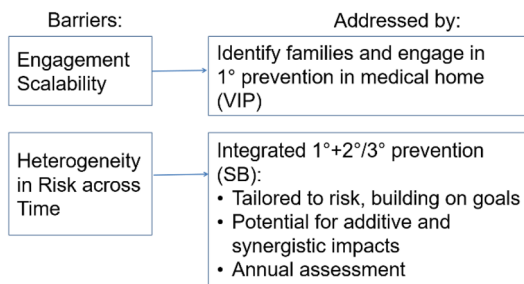 Barriers:
Addressed by:
Engagement
Scalability
Identify families and engage in
1° prevention in medical home
(VIP)
Heterogeneity
in Risk across
Time
Integrated 1°+2°/3° prevention
(SB):
• Tailored to risk, building on goals
• Potential for additive and
synergistic impacts
• Annual assessment